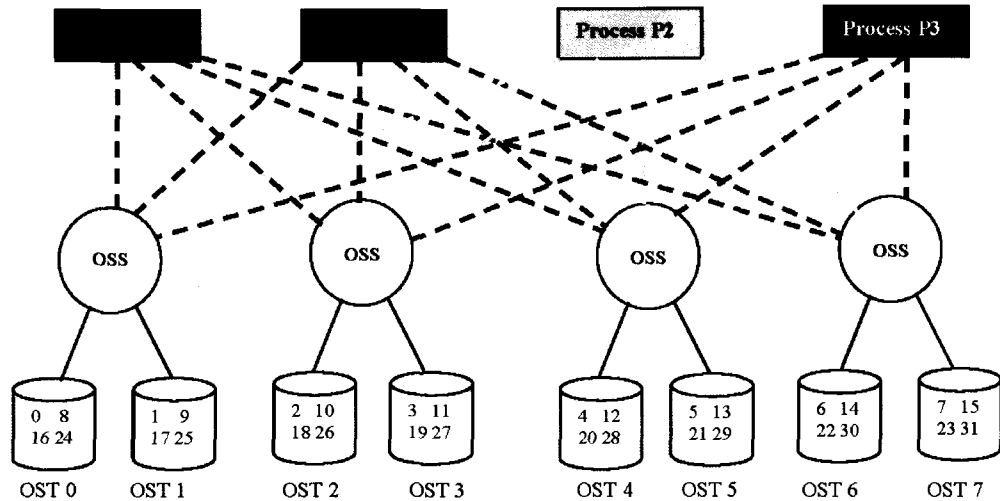 Process P2
Process P3
OSS
OSS
OSS
OSS
0 8
16 24
1 9
17 25
2 10
18 26
3 11
19 27
4 12
20 28
5 13
21 29
6 14
22 30
7 15
23 31
OST 0
OST 1
OST 2
OST 3
OST 4
OST 5
OST 6
OST 7